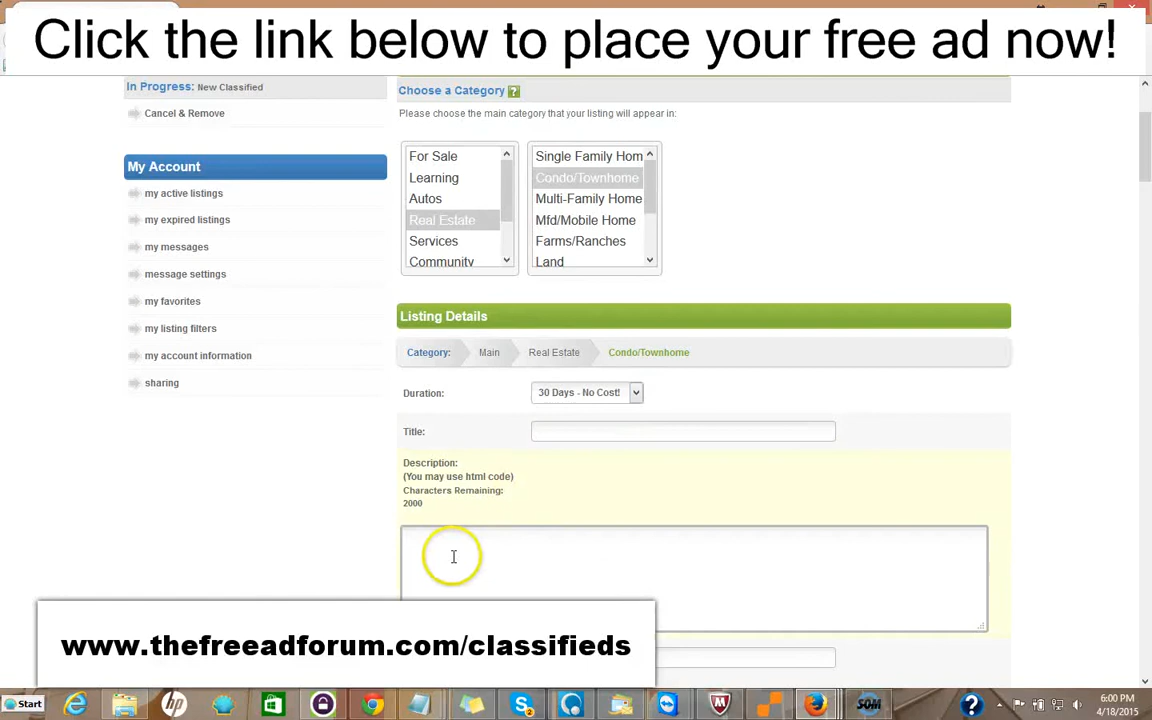 Click the link below to place your free ad now!
In Progress: New Classified
Cancel & Remove
My Account
my active listings
my expired listings
my messages
message settings
my favorites
my listing filters
my account information
sharing
Choose a Category ?
Please choose the main category that your listing will appear in:
For Sale
Learning
Autos
Real Estate
Services
Community
Single Family Hom
Condo/Townhome
Multi-Family Home
Mfd/Mobile Home
Farms/Ranches
Land
Listing Details
Category: Main Real Estate Condo/Townhome
Duration: 30 Days - No Cost!
Title:
Description:
(You may use html code)
Characters Remaining:
2000
www.thefreeadforum.com/classifieds
Start
hp
SOM
6:00 PM
4/18/2015